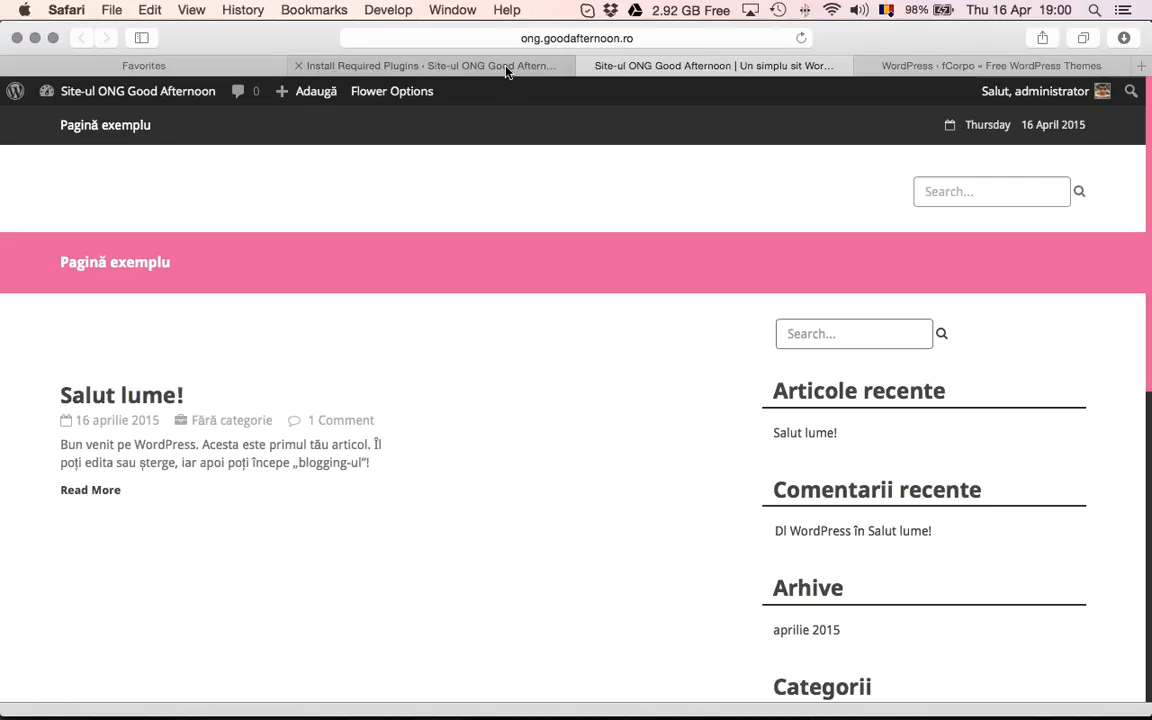 Safari File Edit View History Bookmarks Develop Window Help 2.92 GB Free 98% Thu 16 Apr 19:00
ong.goodafternoon.ro
Favorites Install Required Plugins ‹ Site-ul ONG Good Aftern... Site-ul ONG Good Afternoon | Un simplu sit Wor... WordPress › fCorpo « Free WordPress Themes
Site-ul ONG Good Afternoon 0 Adaugă Flower Options Salut, administrator
Pagină exemplu Thursday 16 April 2015
Search...
Pagină exemplu
Search...
Salut lume!
16 aprilie 2015 Fără categorie 1 Comment
Bun venit pe WordPress. Acesta este primul tău articol. Îl
poți edita sau șterge, iar apoi poți începe „blogging-ul”!
Read More
Articole recente
Salut lume!
Comentarii recente
Dl WordPress în Salut lume!
Arhive
aprilie 2015
Categorii